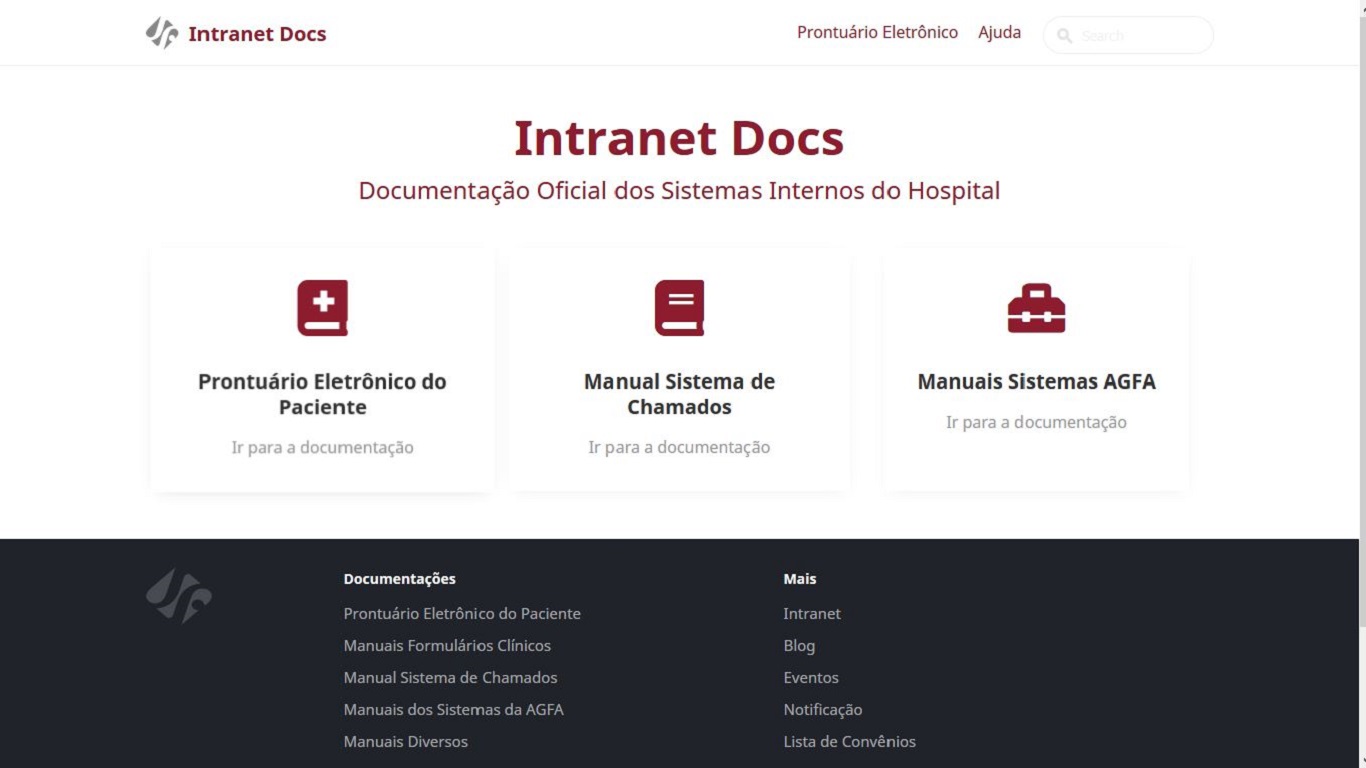 Intranet Docs
Prontuário Eletrônico
Ajuda
Search
Intranet Docs
Documentação Oficial dos Sistemas Internos do Hospital
Prontuário Eletrônico do
Paciente
Ir para a documentação
Manual Sistema de
Chamados
Ir para a documentação
Manuais Sistemas AGFA
Ir para a documentação
Documentações
Prontuário Eletrônico do Paciente
Manuais Formulários Clínicos
Manual Sistema de Chamados
Manuais dos Sistemas da AGFA
Manuais Diversos
Mais
Intranet
Blog
Eventos
Notificação
Lista de Convênios